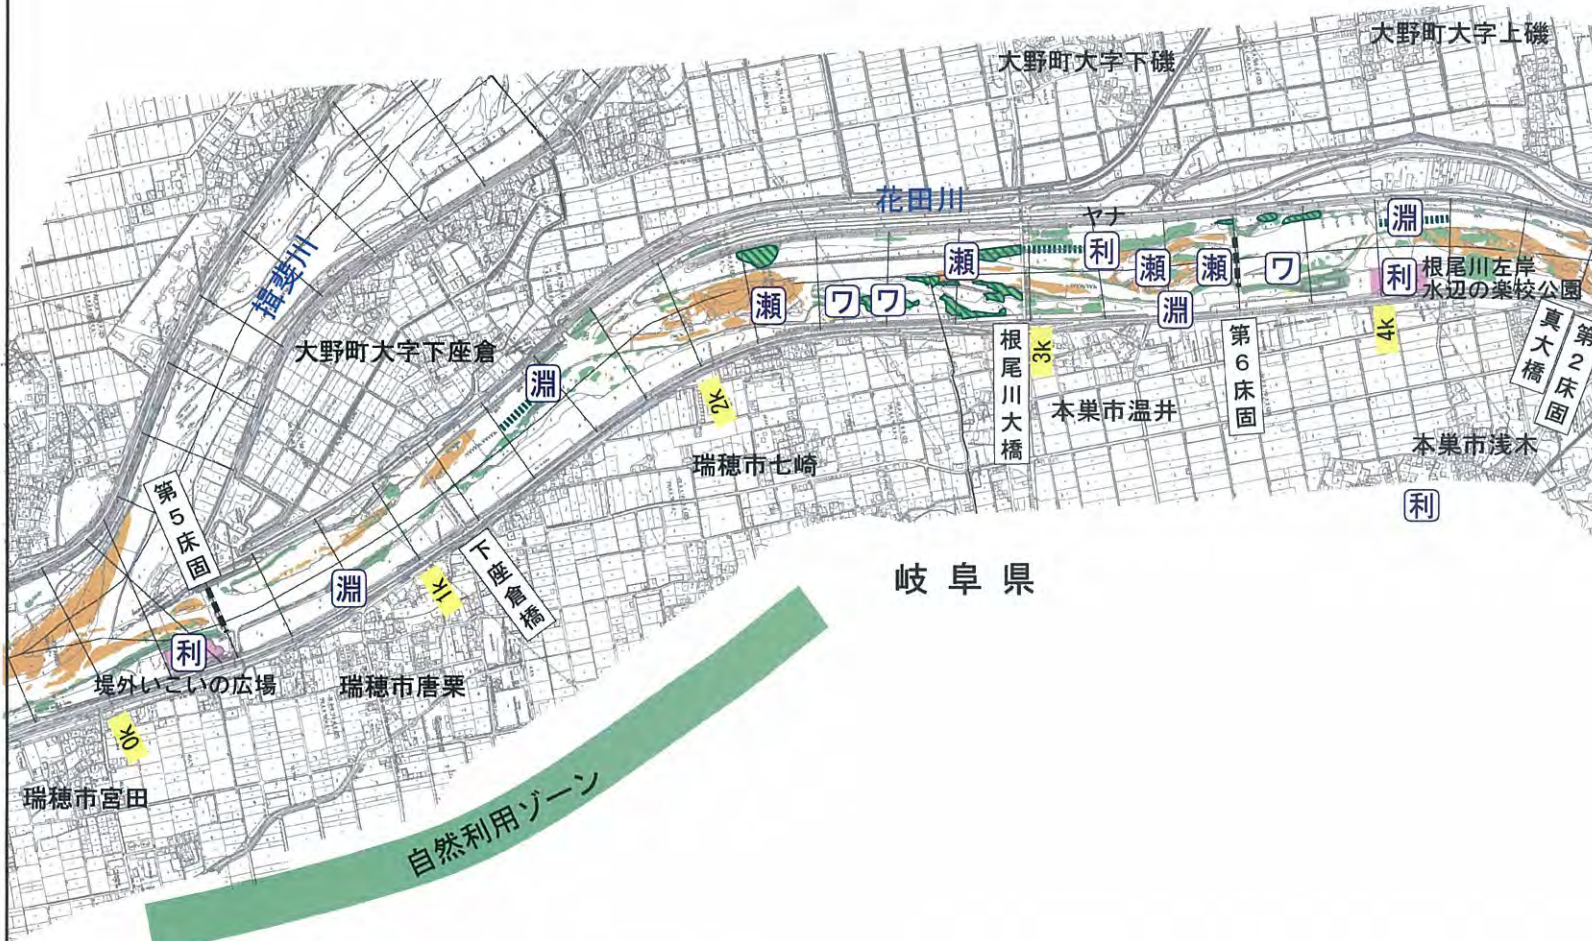 大野町大字上磯
大野町大字下磯
花田川
ヤナ
淵
瀬
利
瀬
瀬
ワ
利
根尾川左岸
水辺の楽校公園
揖斐川
瀬
ワ
ワ
淵
大野町大字下座倉
淵
根尾川大橋
3k
第6床固
4k
真大橋
第2床固
2k
本巣市温井
本巣市浅木
瑞穂市七崎
利
第5床固
下座倉橋
1k
淵
岐阜県
利
堤外いこいの広場
瑞穂市唐栗
0k
瑞穂市宮田
自然利用ゾーン